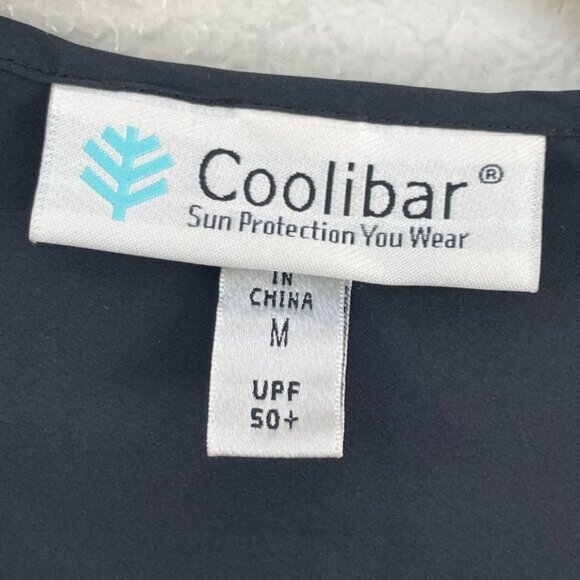 Coolibar®
Sun Protection You Wear
IN
CHINA
M
UPF
50+